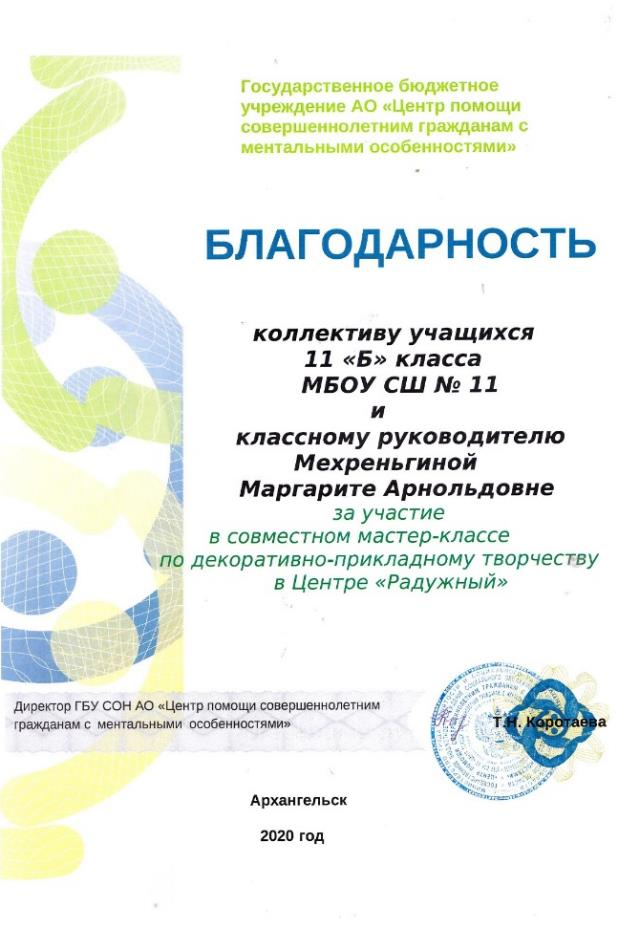 Государственное бюджетное
учреждение АО «Центр помощи
совершеннолетним гражданам с
ментальными особенностями»
БЛАГОДАРНОСТЬ
коллективу учащихся
11 «Б» класса
МБОУ СШ № 11
и
классному руководителю
Мехреньгиной
Маргарите Арнольдовне
за участие
в совместном мастер-классе
по декоративно-прикладному творчеству
в Центре «Радужный»
Директор ГБУ СОН АО «Центр помощи совершеннолетним
гражданам с ментальными особенностями»
Т.Н. Коротаева
Архангельск
2020 год